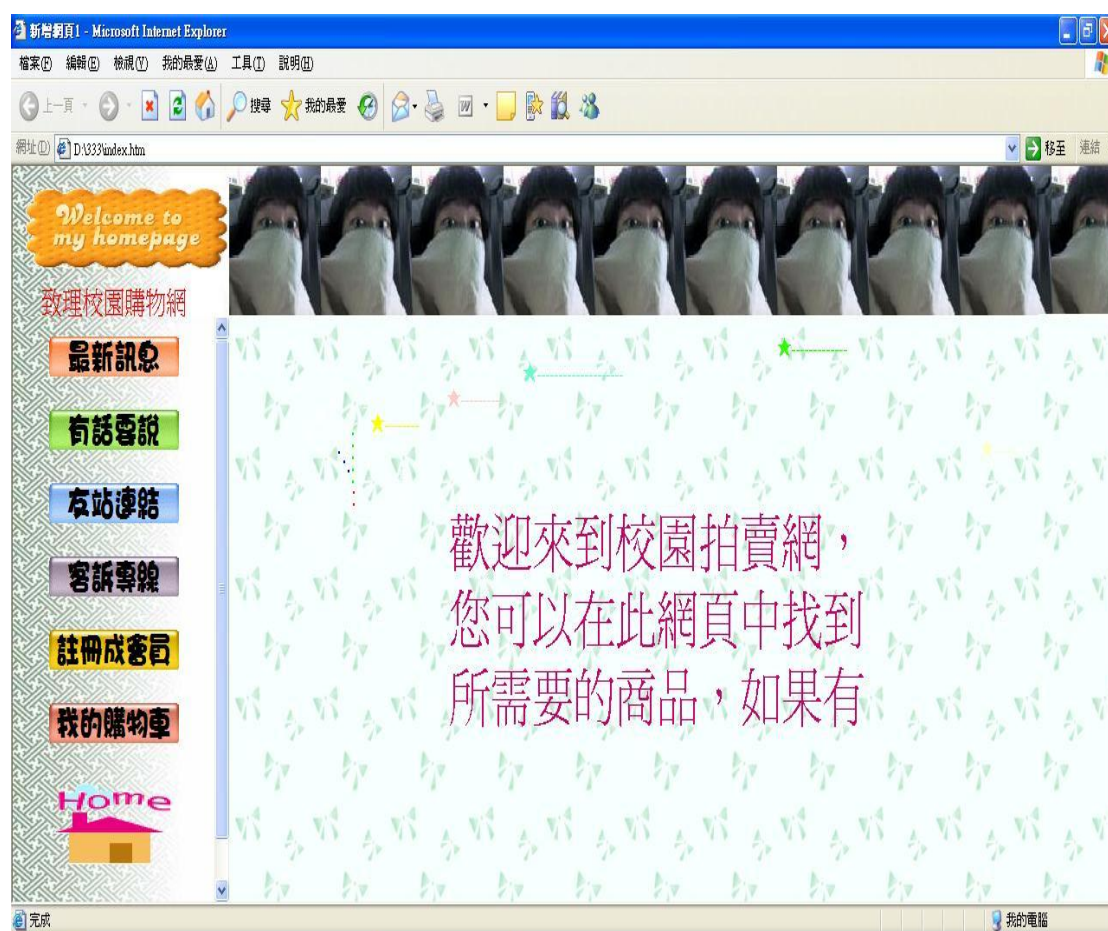 新增網頁1 - Microsoft Internet Explorer
檔案(F) 編輯(E) 檢視(V) 我的最愛(A) 工具(T) 說明(H)
上一頁 搜尋 我的最愛
網址(D) D:\333\index.htm 移至 連結
Welcome to
my homepage
致理校園購物網
最新訊息
有話要說
友站連結
客訴專線
註冊成會員
我的購物車
Home
歡迎來到校園拍賣網，
您可以在此網頁中找到
所需要的商品，如果有
完成 我的電腦